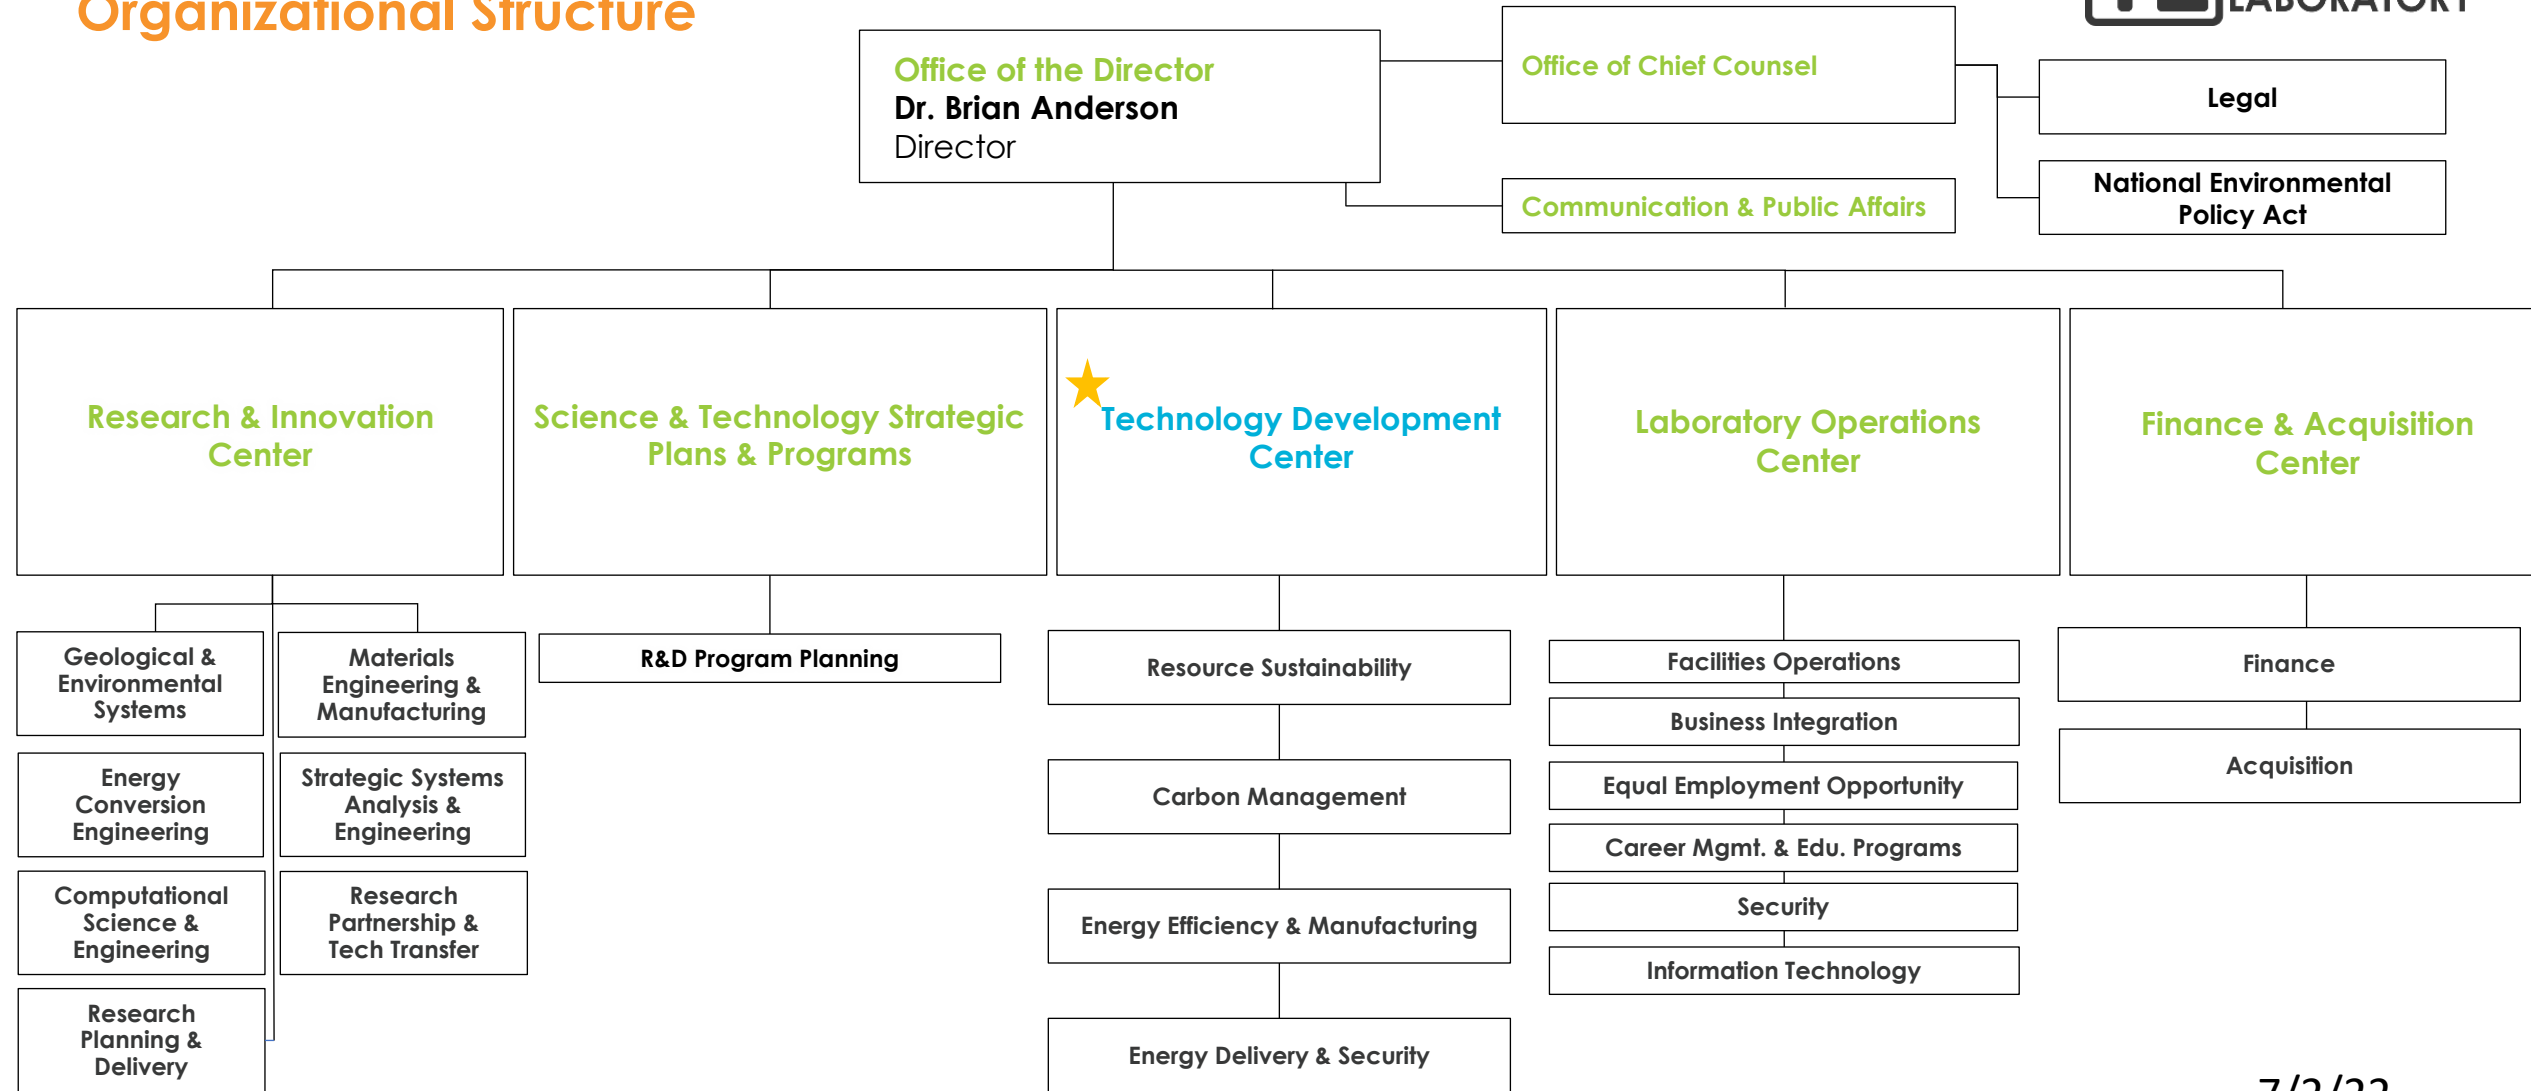 Organizational Structure
LABORATORY
Office of the Director
Dr. Brian Anderson
Director
Office of Chief Counsel
Communication & Public Affairs
Legal
National Environmental
Policy Act
Research & Innovation
Center
Science & Technology Strategic
Plans & Programs
Technology Development
Center
Laboratory Operations
Center
Finance & Acquisition
Center
Geological &
Environmental
Systems
Materials
Engineering &
Manufacturing
Energy
Conversion
Engineering
Strategic Systems
Analysis &
Engineering
Computational
Science &
Engineering
Research
Partnership &
Tech Transfer
Research
Planning &
Delivery
R&D Program Planning
Resource Sustainability
Carbon Management
Energy Efficiency & Manufacturing
Energy Delivery & Security
Facilities Operations
Business Integration
Equal Employment Opportunity
Career Mgmt. & Edu. Programs
Security
Information Technology
Finance
Acquisition